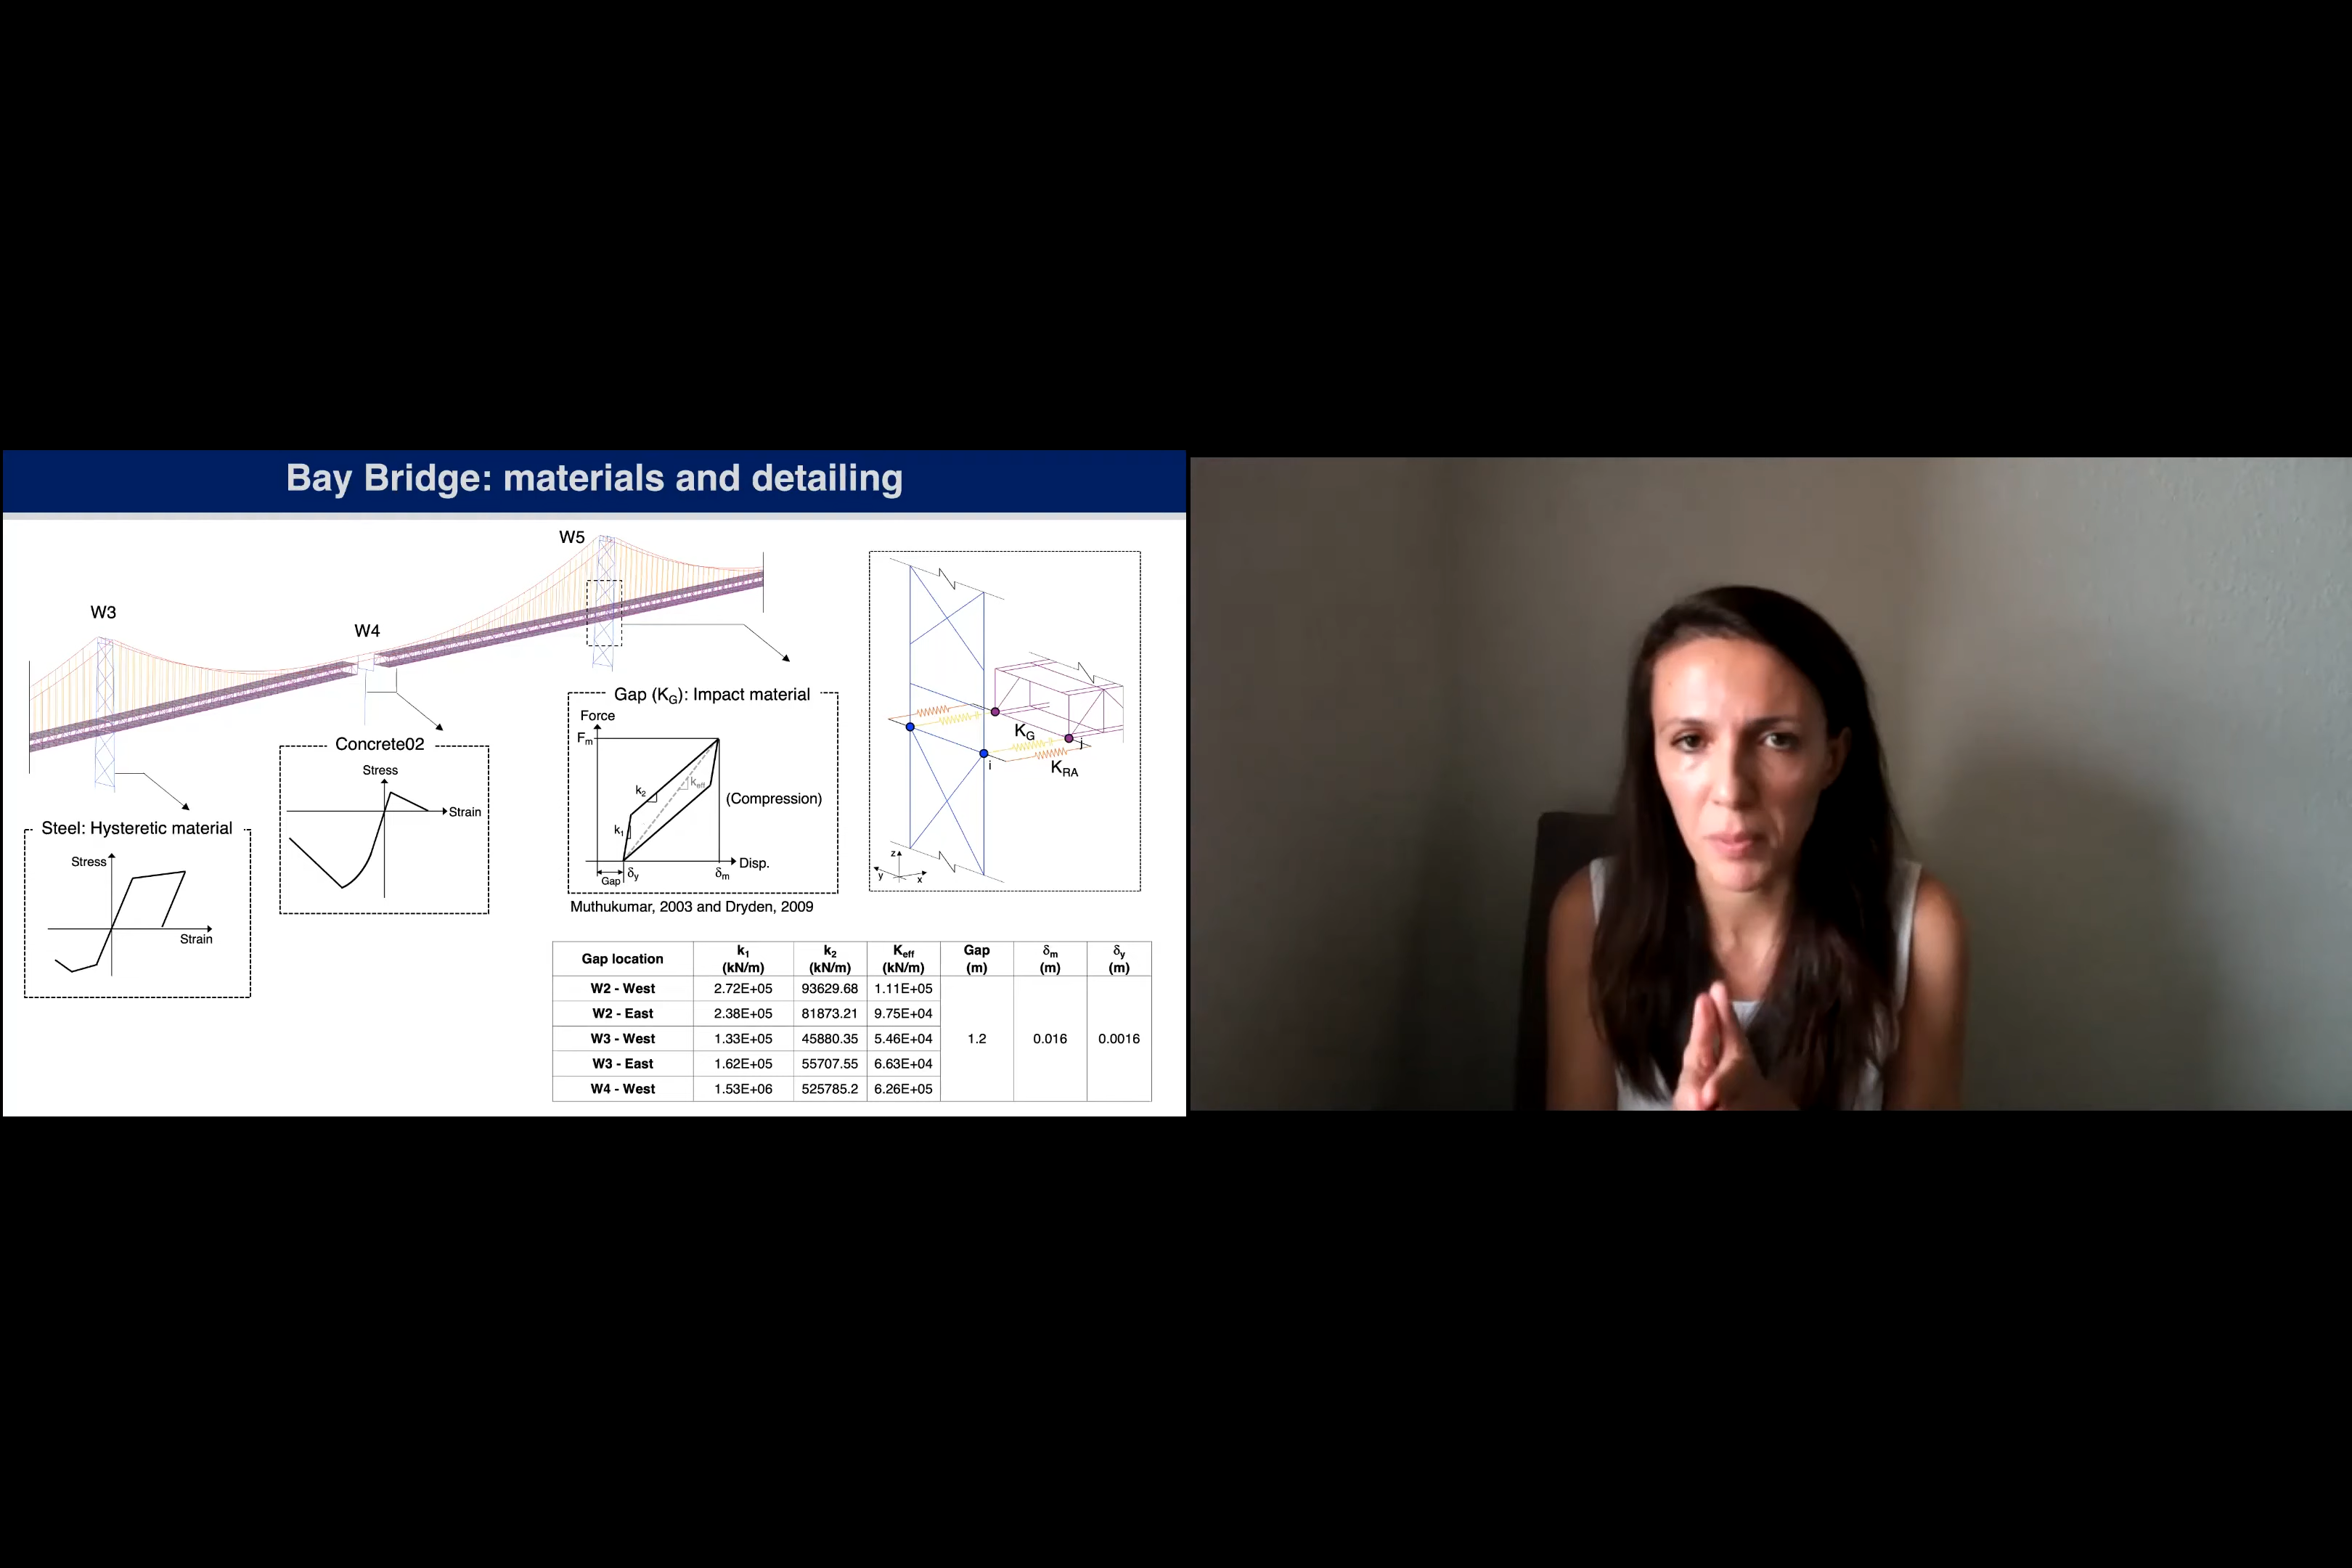 Bay Bridge: materials and detailing
W5
W3
W4
Gap (KG): Impact material
Force
Fm
k2
keff
k1
(Compression)
Disp.
Gap
δy
δm
Muthukumar, 2003 and Dryden, 2009
Concrete02
Stress
Strain
Steel: Hysteretic material
Stress
Strain
KG
j
i
KRA
z
y
x
Gap location k1 (kN/m) k2 (kN/m) Keff (kN/m) Gap (m) δm (m) δy (m)
W2 - West 2.72E+05 93629.68 1.11E+05
W2 - East 2.38E+05 81873.21 9.75E+04
W3 - West 1.33E+05 45880.35 5.46E+04 1.2 0.016 0.0016
W3 - East 1.62E+05 55707.55 6.63E+04
W4 - West 1.53E+06 525785.2 6.26E+05